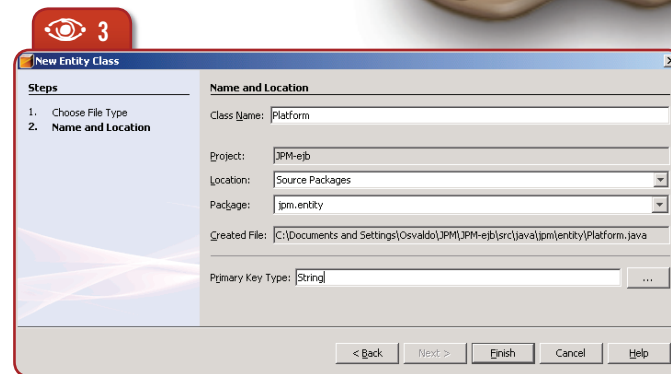 3
New Entity Class
Steps
1. Choose File Type
2. Name and Location
Name and Location
Class Name: Platform
Project: JPM-ejb
Location: Source Packages
Package: jpm.entity
Created File: C:\Documents and Settings\Osvaldo\JPM\JPM-ejb\src\java\jpm\entity\Platform.java
Primary Key Type: String ...
< Back Next > Finish Cancel Help